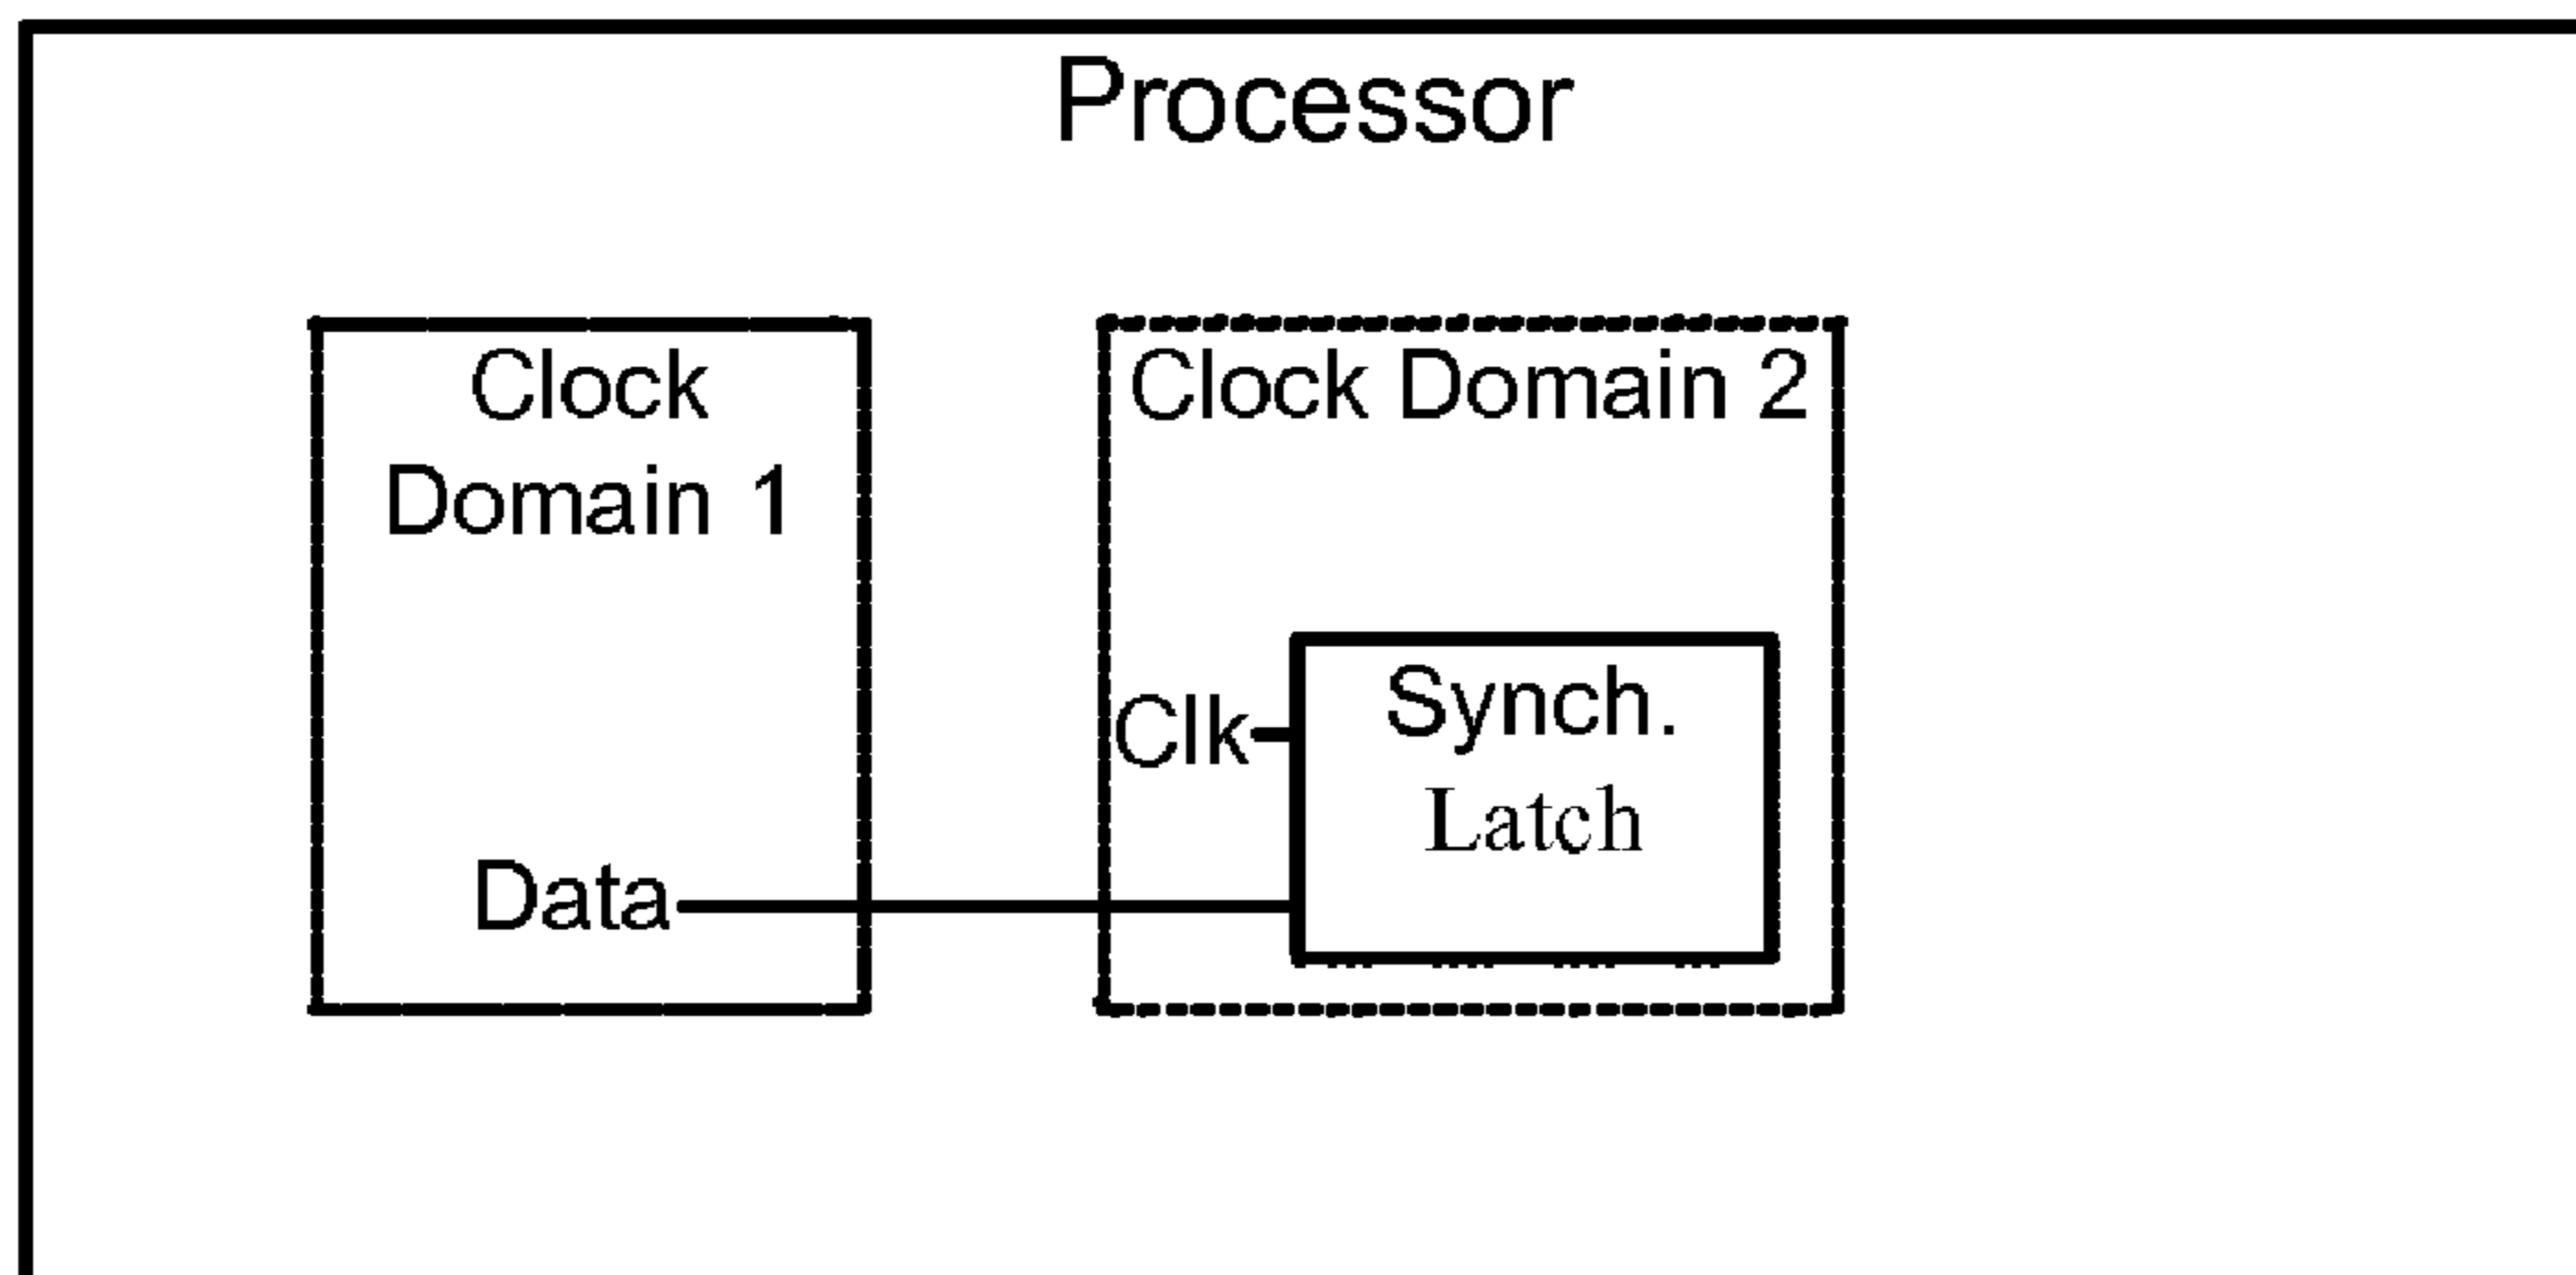 Processor
Clock
Domain 1
Clock Domain 2
Clk
Synch.
Latch
Data